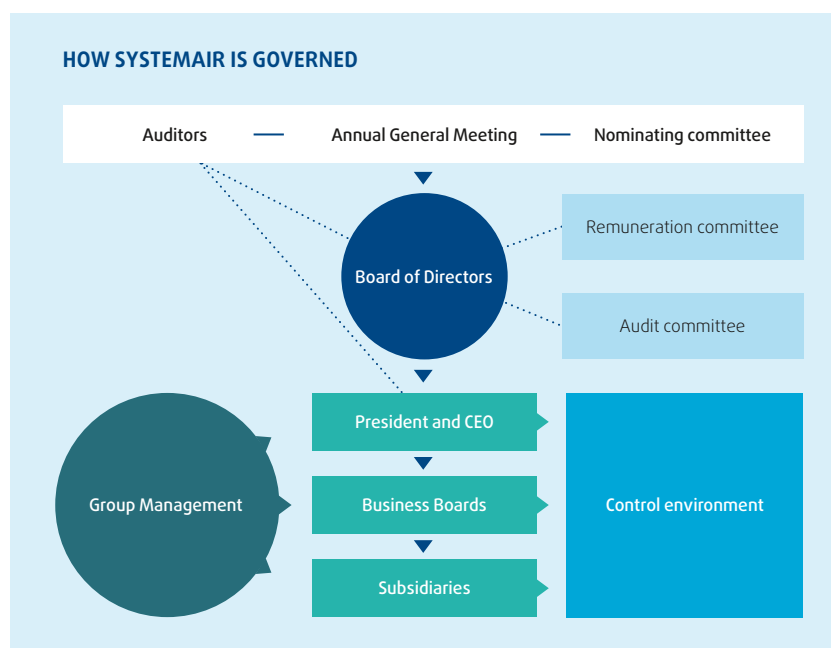 HOW SYSTEMAIR IS GOVERNED
Auditors
Annual General Meeting
Nominating committee
Board of Directors
Remuneration committee
Audit committee
Group Management
President and CEO
Business Boards
Subsidiaries
Control environment